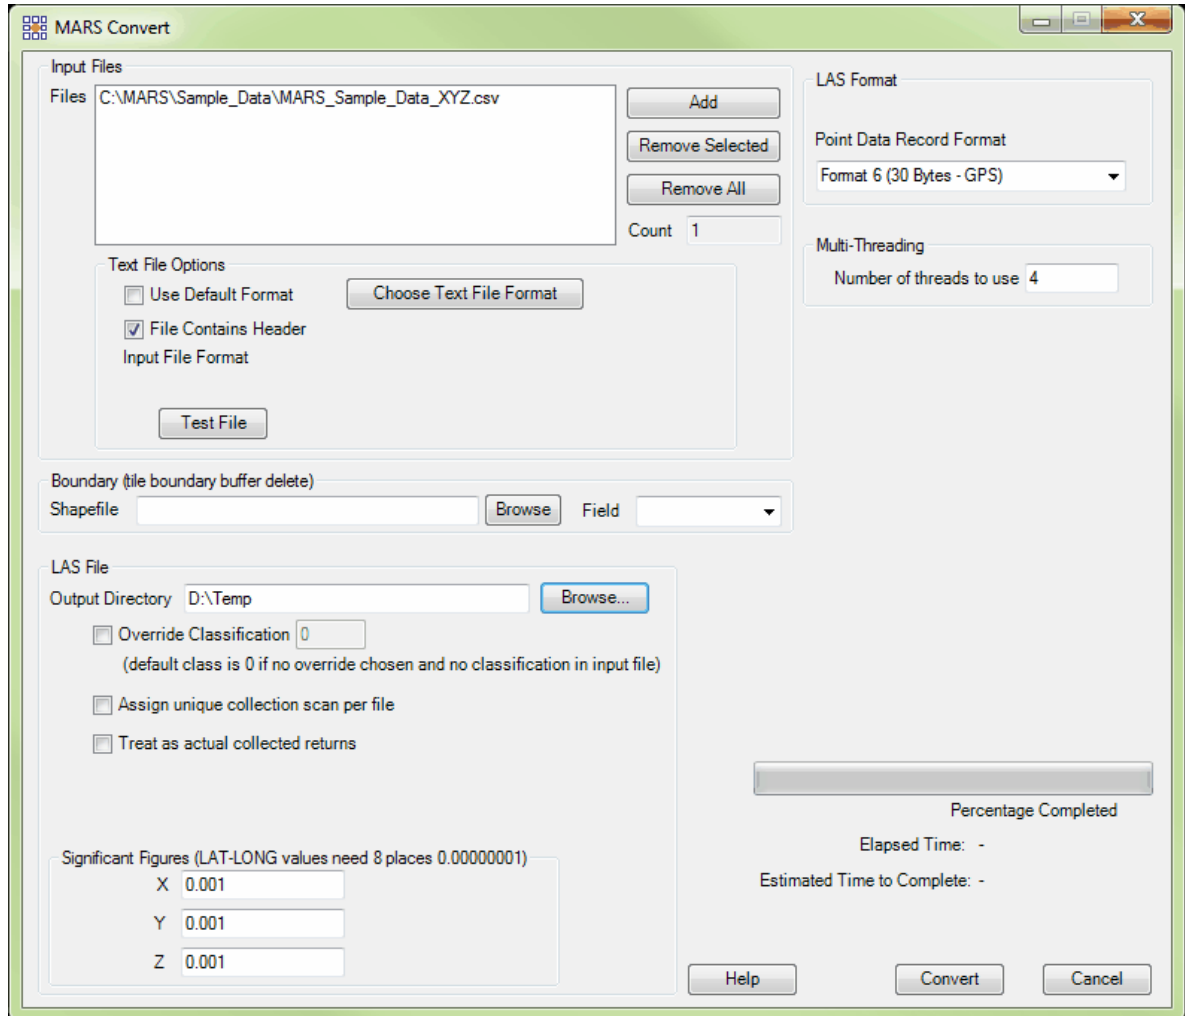 MARS Convert
Input Files
Files C:\MARS\Sample_Data\MARS_Sample_Data_XYZ.csv
Add
Remove Selected
Remove All
Count 1
Text File Options
Use Default Format
Choose Text File Format
File Contains Header
Input File Format
Test File
LAS Format
Point Data Record Format
Format 6 (30 Bytes - GPS)
Multi-Threading
Number of threads to use 4
Boundary (tile boundary buffer delete)
Shapefile Browse Field
LAS File
Output Directory D:\Temp Browse...
Override Classification 0
(default class is 0 if no override chosen and no classification in input file)
Assign unique collection scan per file
Treat as actual collected returns
Significant Figures (LAT-LONG values need 8 places 0.00000001)
X 0.001
Y 0.001
Z 0.001
Percentage Completed
Elapsed Time: -
Estimated Time to Complete: -
Help Convert Cancel